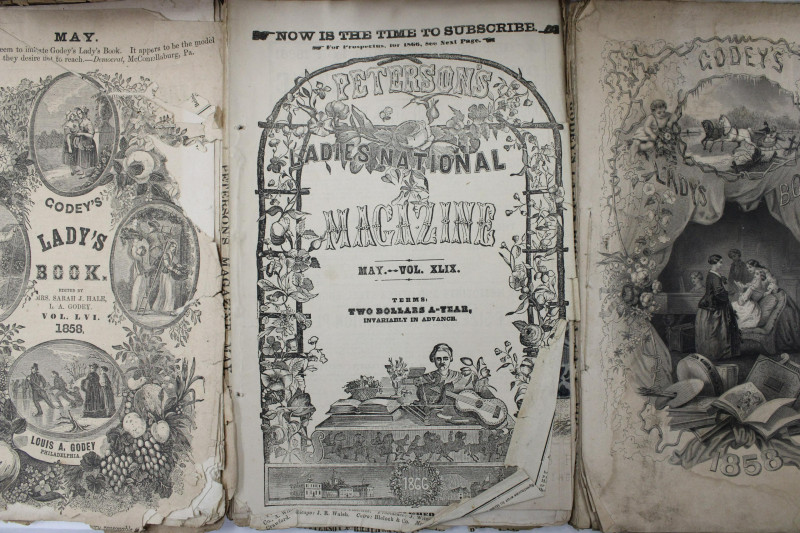 MAY.
to imitate Godey's Lady's Book. It appears to be the model
they desire not to reach.—Democrat, McConnellsburg, Pa.
GODEY'S
LADY'S
BOOK.
EDITED BY
MRS. SARAH J. HALE,
L. A. GODEY.
VOL. LVI.
1858.
LOUIS A. GODEY
PHILADELPHIA.
PETERSON'S MAGAZINE
NOW IS THE TIME TO SUBSCRIBE.
For Prospectus, for 1866, See Next Page.
PETERSON'S
LADIES NATIONAL
MAGAZINE
MAY.--VOL. XLIX.
TERMS:
TWO DOLLARS A-YEAR,
INVARIABLY IN ADVANCE.
1866
J. R. Walsh.
GODEY'S
LADY'S BO
1858